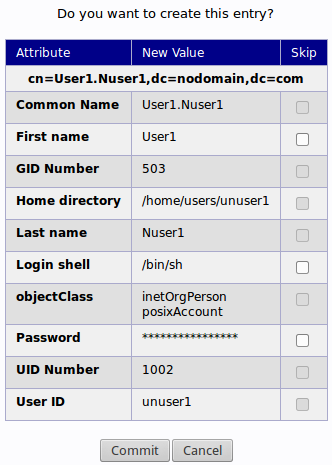 Do you want to create this entry?
Attribute New Value Skip
cn=User1.Nuser1,dc=nodomain,dc=com
Common Name User1.Nuser1
First name User1
GID Number 503
Home directory /home/users/unuser1
Last name Nuser1
Login shell /bin/sh
objectClass inetOrgPerson
posixAccount
Password ****************
UID Number 1002
User ID unuser1
Commit Cancel